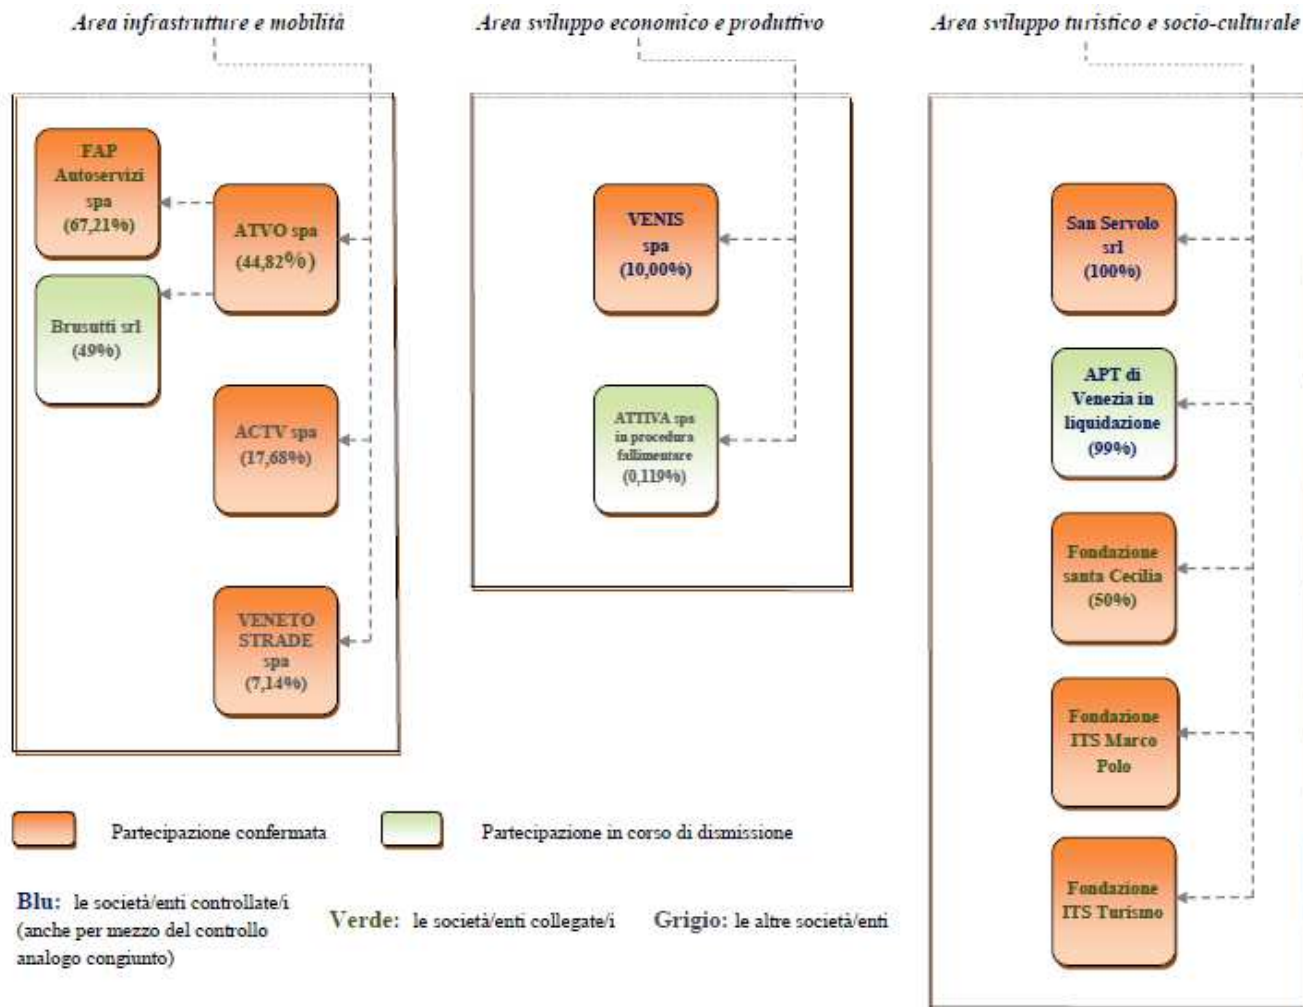 Area infrastrutture e mobilità
FAP
Autoservizi
spa
(67,21%)
ATVO spa
(44,82%)
Brusutti srl
(49%)
ACTV spa
(17,68%)
VENETO
STRADE
spa
(7,14%)
Area sviluppo economico e produttivo
VENIS
spa
(10,00%)
ATTIVA spa
in procedura
fallimentare
(0,119%)
Area sviluppo turistico e socio-culturale
San Servolo
srl
(100%)
APT di
Venezia in
liquidazione
(99%)
Fondazione
santa Cecilia
(50%)
Fondazione
ITS Marco
Polo
Fondazione
ITS Turismo
Partecipazione confermata
Partecipazione in corso di dismissione
Blu: le società/enti controllate/i
(anche per mezzo del controllo
analogo congiunto)
Verde: le società/enti collegate/i
Grigio: le altre società/enti